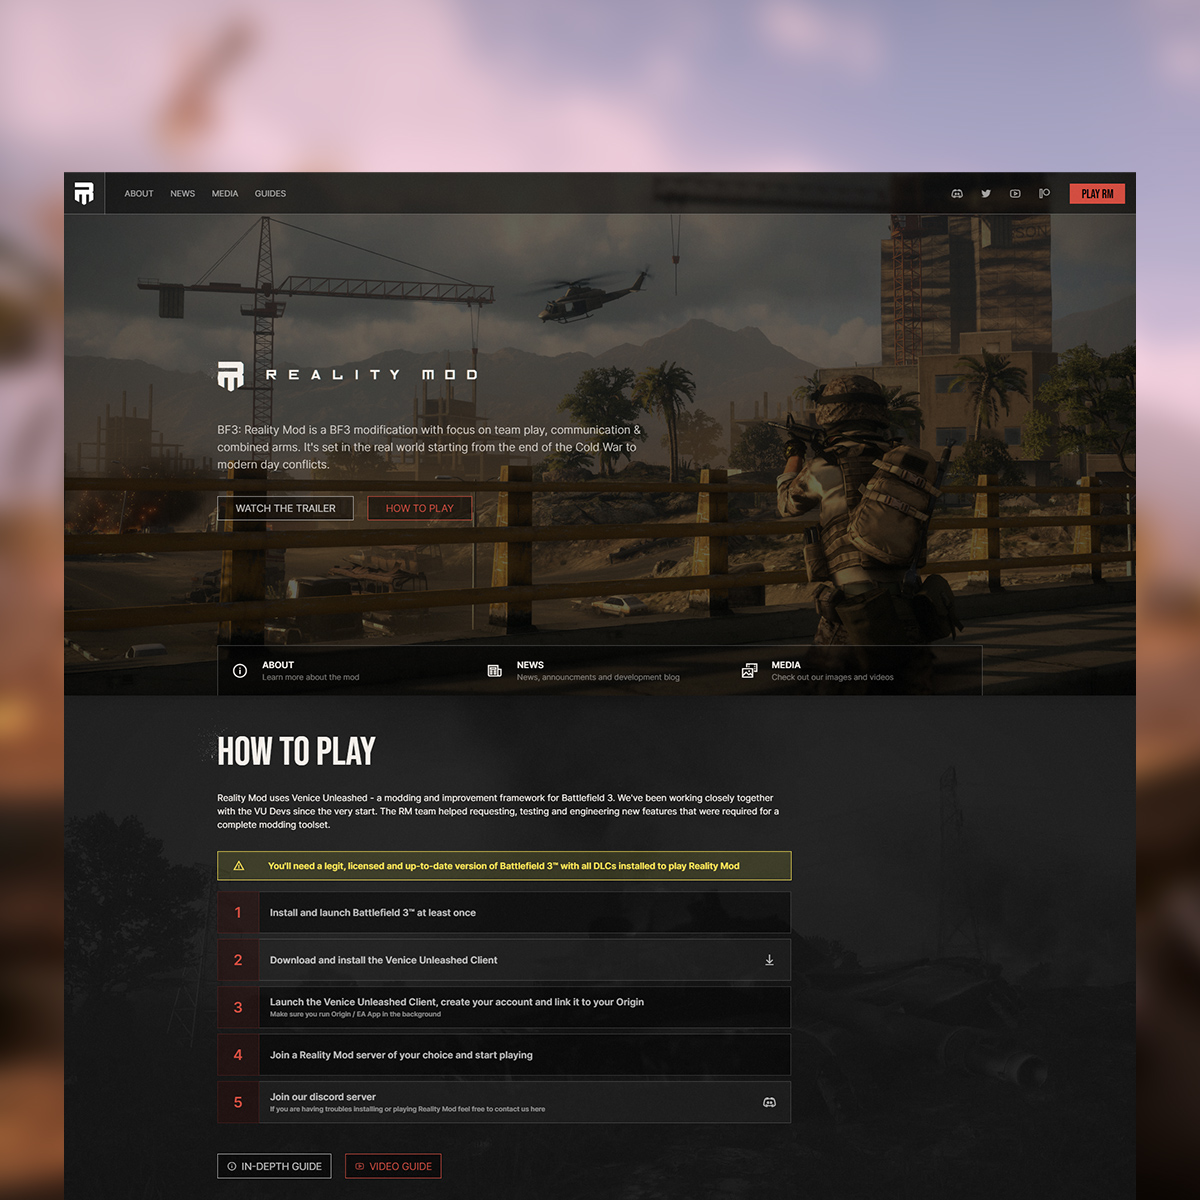 ABOUT NEWS MEDIA GUIDES PLAY RM
REALITY MOD
BF3: Reality Mod is a BF3 modification with focus on team play, communication &
combined arms. It's set in the real world starting from the end of the Cold War to
modern day conflicts.
WATCH THE TRAILER HOW TO PLAY
ABOUT
Learn more about the mod
NEWS
News, announcments and development blog
MEDIA
Check out our images and videos
HOW TO PLAY
Reality Mod uses Venice Unleashed - a modding and improvement framework for Battlefield 3. We've been working closely together
with the VU Devs since the very start. The RM team helped requesting, testing and engineering new features that were required for a
complete modding toolset.
You'll need a legit, licensed and up-to-date version of Battlefield 3™ with all DLCs installed to play Reality Mod
1 Install and launch Battlefield 3™ at least once
2 Download and install the Venice Unleashed Client
3 Launch the Venice Unleashed Client, create your account and link it to your Origin
Make sure you run Origin / EA App in the background
4 Join a Reality Mod server of your choice and start playing
5 Join our discord server
If you are having troubles installing or playing Reality Mod feel free to contact us here
IN-DEPTH GUIDE VIDEO GUIDE